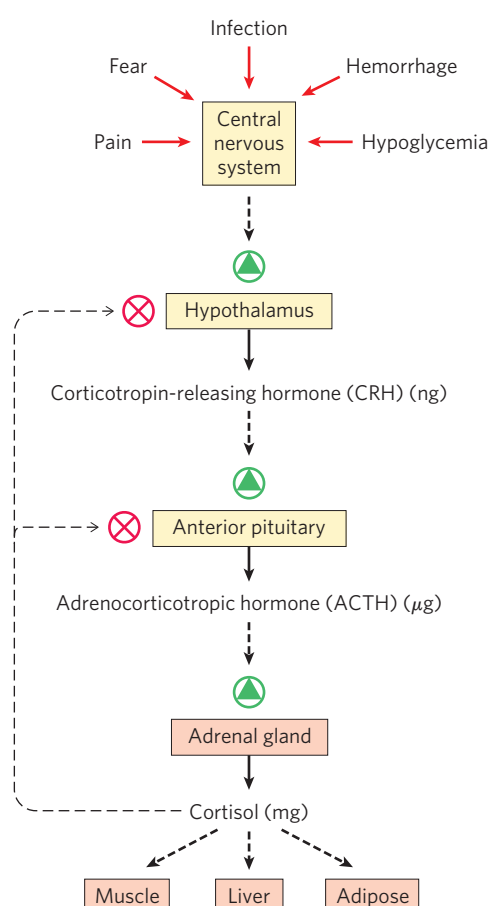 Infection
Fear
Hemorrhage
Central
nervous
system
Pain
Hypoglycemia
Hypothalamus
Corticotropin-releasing hormone (CRH) (ng)
Anterior pituitary
Adrenocorticotropic hormone (ACTH) (μg)
Adrenal gland
Cortisol (mg)
Muscle
Liver
Adipose